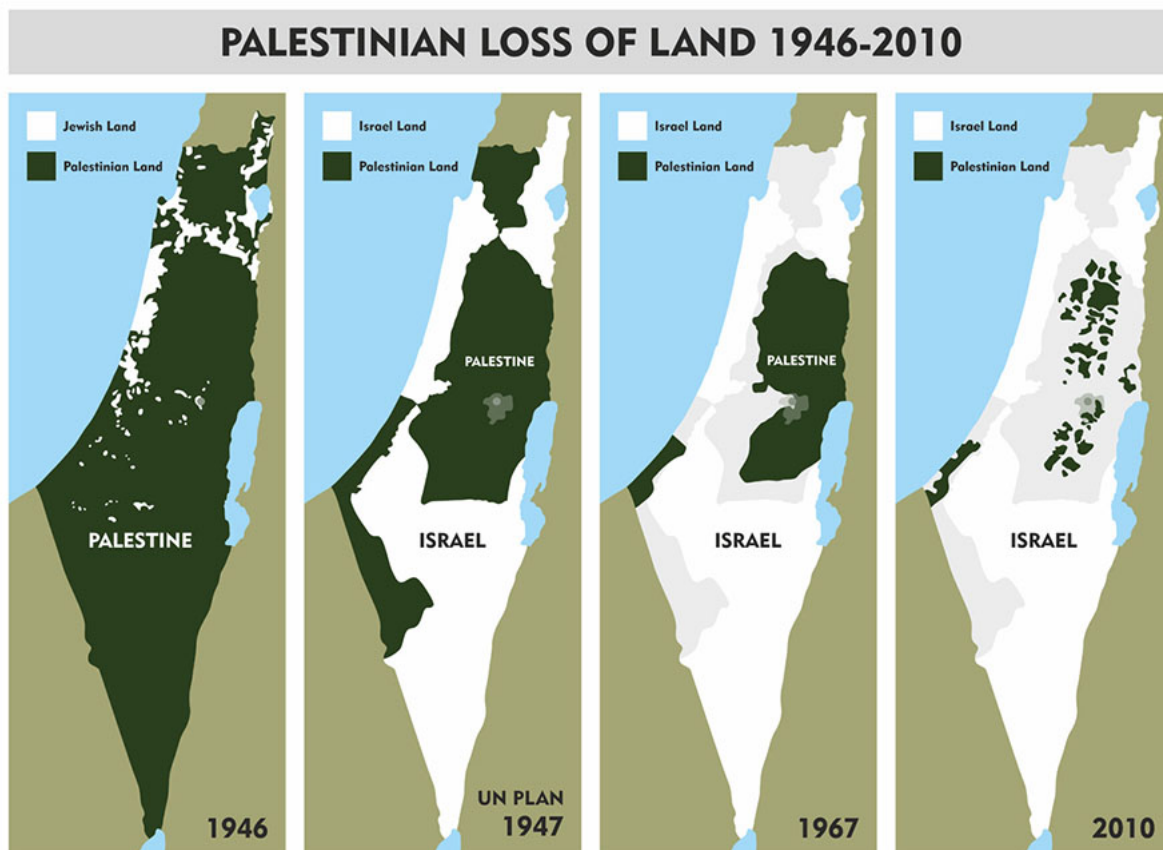 PALESTINIAN LOSS OF LAND 1946-2010
Jewish Land
Palestinian Land
PALESTINE
1946
Israel Land
Palestinian Land
PALESTINE
ISRAEL
UN PLAN
1947
Israel Land
Palestinian Land
PALESTINE
ISRAEL
1967
Israel Land
Palestinian Land
ISRAEL
2010